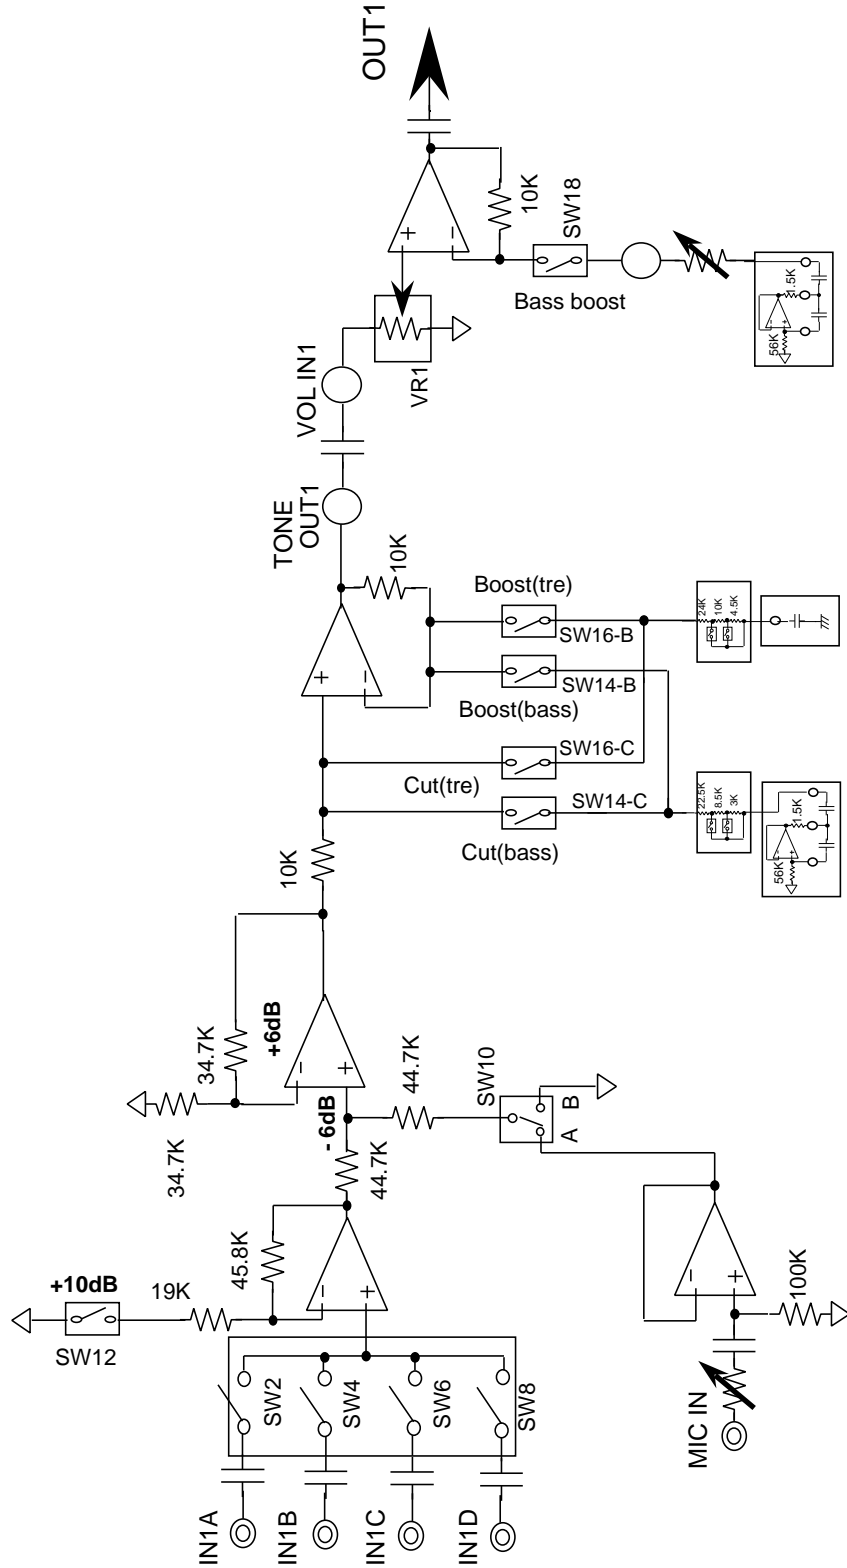 OUT1
10K
SW18
Bass boost
1.5K
56K
VR1
VOL IN1
TONE
OUT1
10K
Boost(tre)
SW16-B
SW14-B
Boost(bass)
24K
10K
4.5K
SW16-C
Cut(tre)
SW14-C
Cut(bass)
22.5K
8.5K
3K
1.5K
56K
10K
+6dB
34.7K
34.7K
- 6dB
44.7K
44.7K
SW10
A
B
+10dB
19K
45.8K
SW12
SW2
SW4
SW6
SW8
IN1A
IN1B
IN1C
IN1D
MIC IN
100K